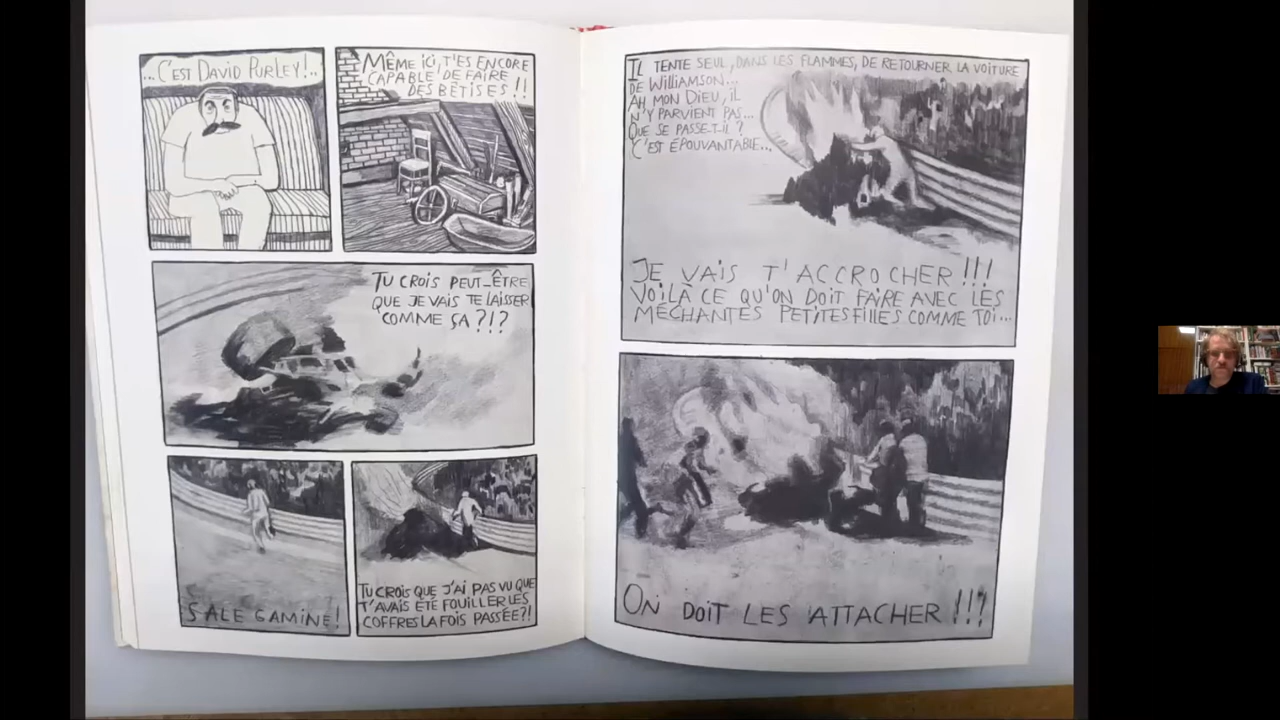 ...C'EST DAVID PURLEY!..
MÊME ICI, T'ES ENCORE
CAPABLE DE FAIRE
DES BÊTISES !!
TU CROIS PEUT-ÊTRE
QUE JE VAIS TE LAISSER
COMME ÇA ?!?
SALE GAMINE !
TU CROIS QUE J'AI PAS VU QUE
T'AVAIS ÉTÉ FOUILLER LES
COFFRES LA FOIS PASSÉE ?!
IL TENTE SEUL, DANS LES FLAMMES, DE RETOURNER LA VOITURE
DE WILLIAMSON...
AH MON DIEU, IL
N'Y PARVIENT PAS...
QUE SE PASSE-T-IL ?
C'EST ÉPOUVANTABLE...
JE VAIS T'ACCROCHER !!!
VOILÀ CE QU'ON DOIT FAIRE AVEC LES
MÉCHANTES PETITES FILLES COMME TOI...
ON DOIT LES ATTACHER !!?